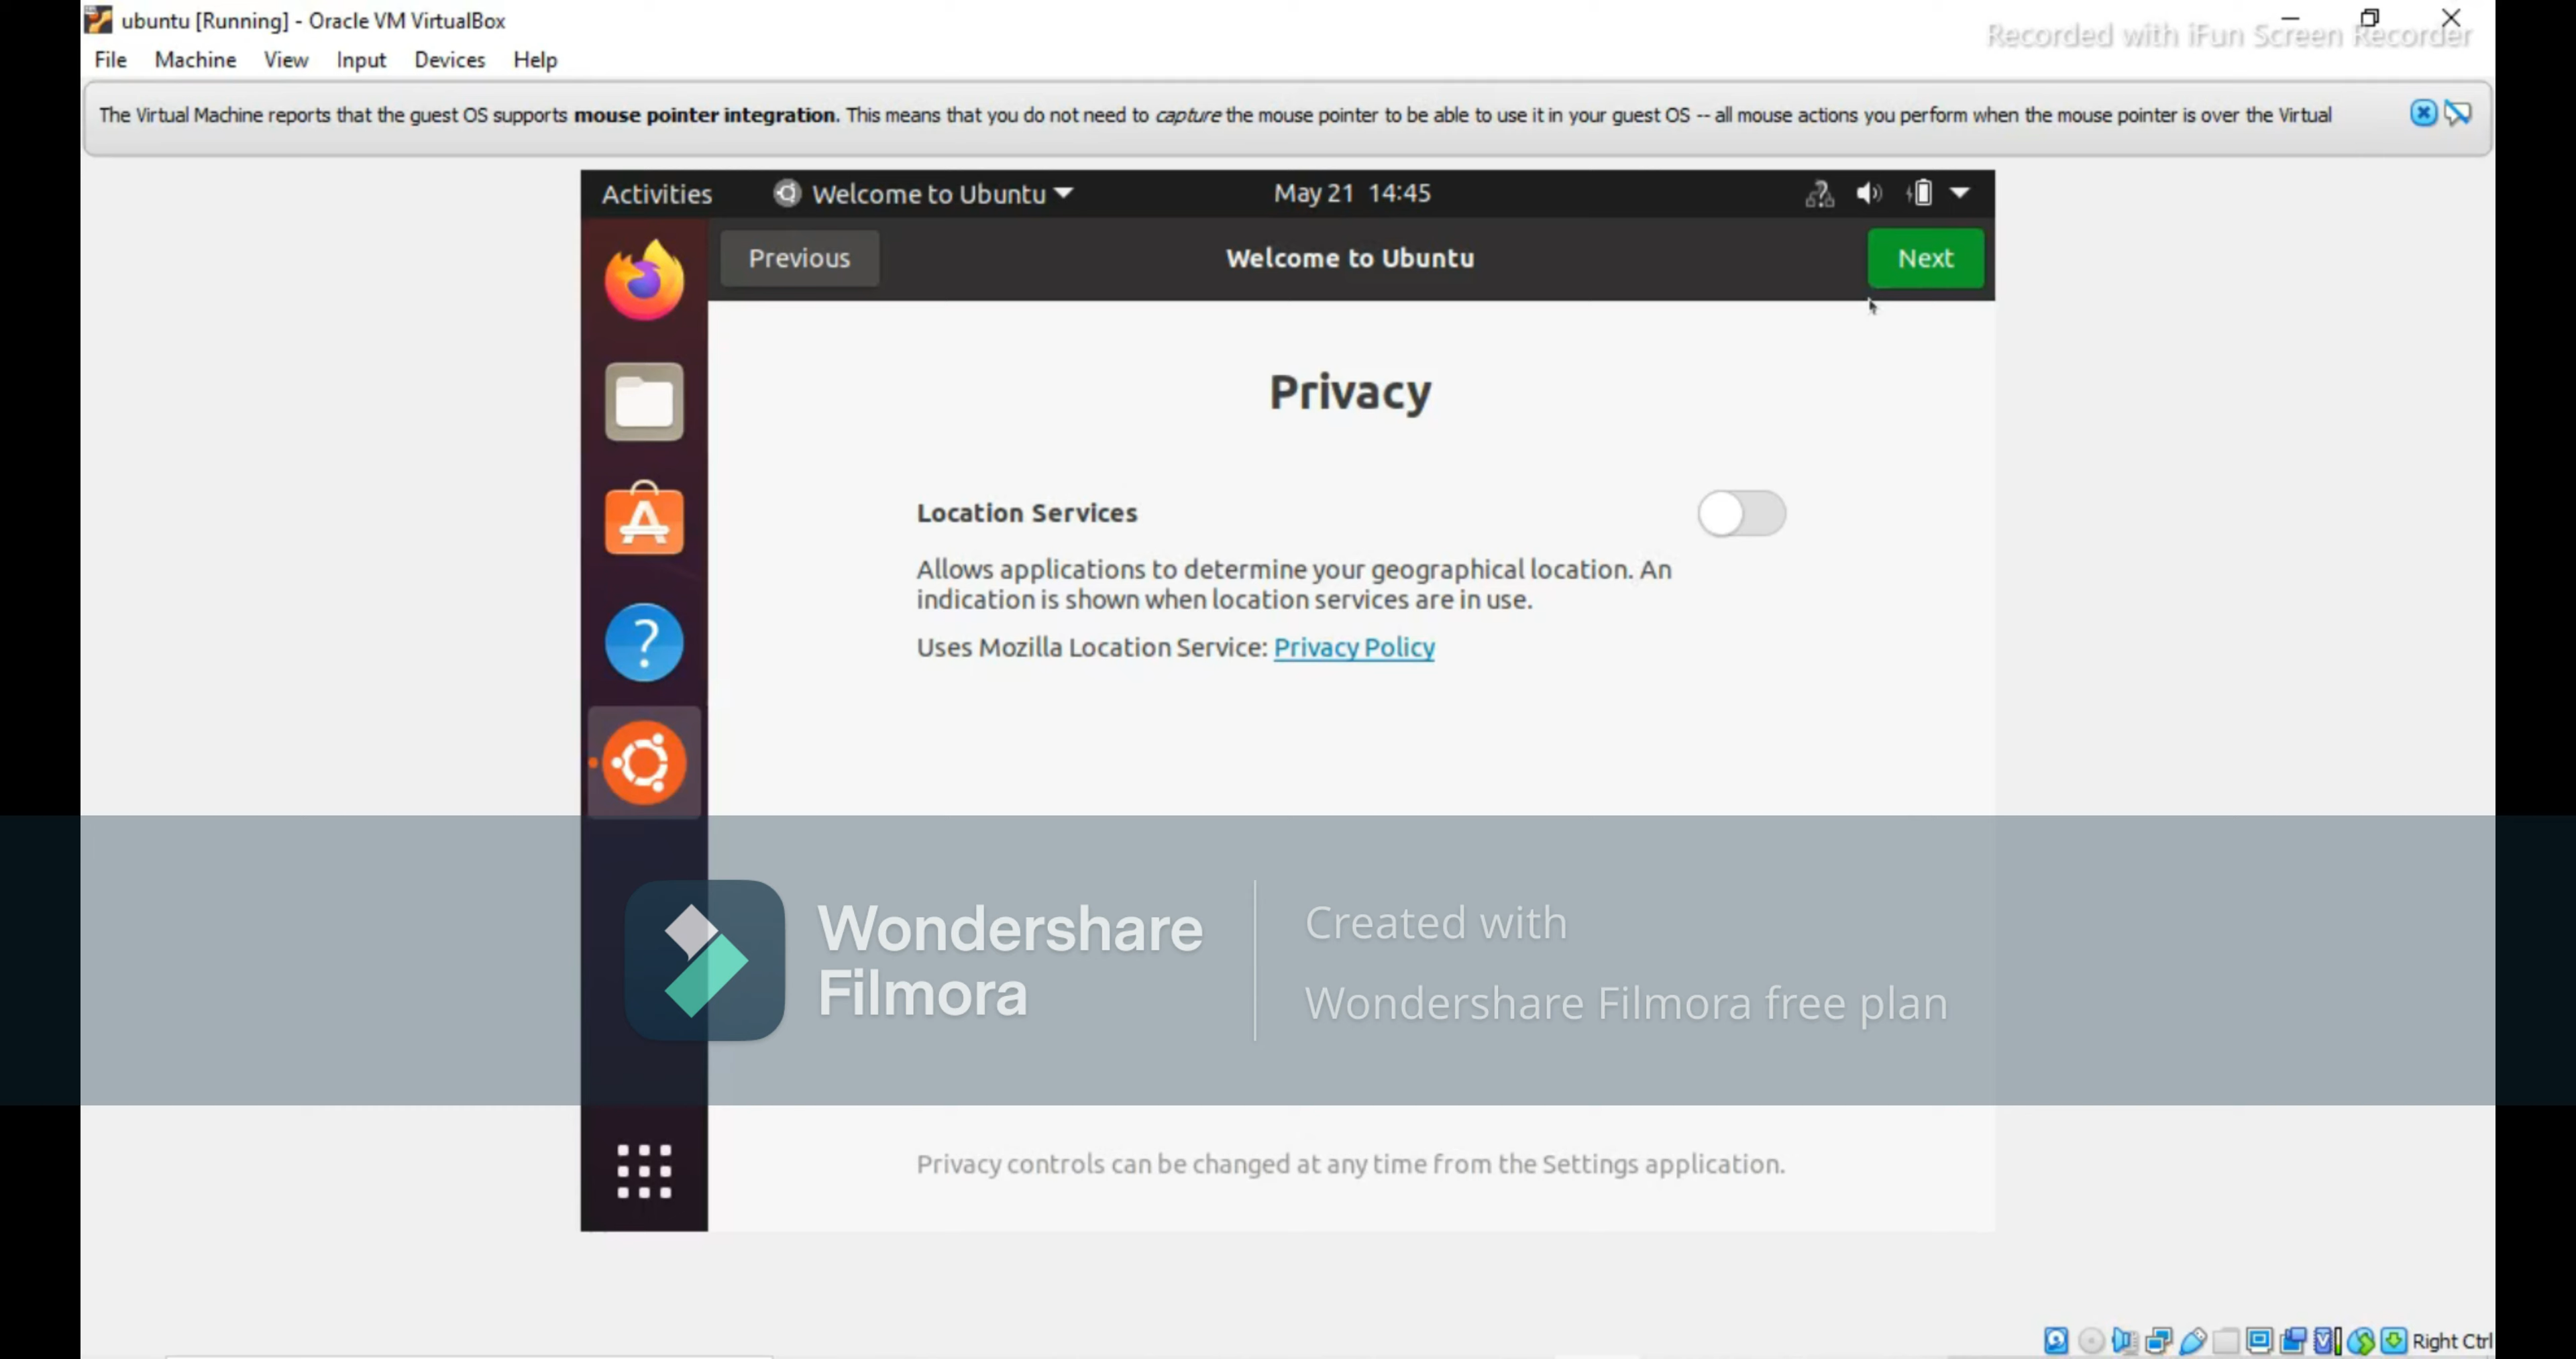 ubuntu [Running] - Oracle VM VirtualBox
Recorded with iFun Screen Recorder
File Machine View Input Devices Help
The Virtual Machine reports that the guest OS supports mouse pointer integration. This means that you do not need to capture the mouse pointer to be able to use it in your guest OS -- all mouse actions you perform when the mouse pointer is over the Virtual
Activities Welcome to Ubuntu May 21 14:45
Previous Welcome to Ubuntu Next
Privacy
Location Services
Allows applications to determine your geographical location. An
indication is shown when location services are in use.
Uses Mozilla Location Service: Privacy Policy
Wondershare
Filmora
Created with
Wondershare Filmora free plan
Privacy controls can be changed at any time from the Settings application.
Right Ctrl